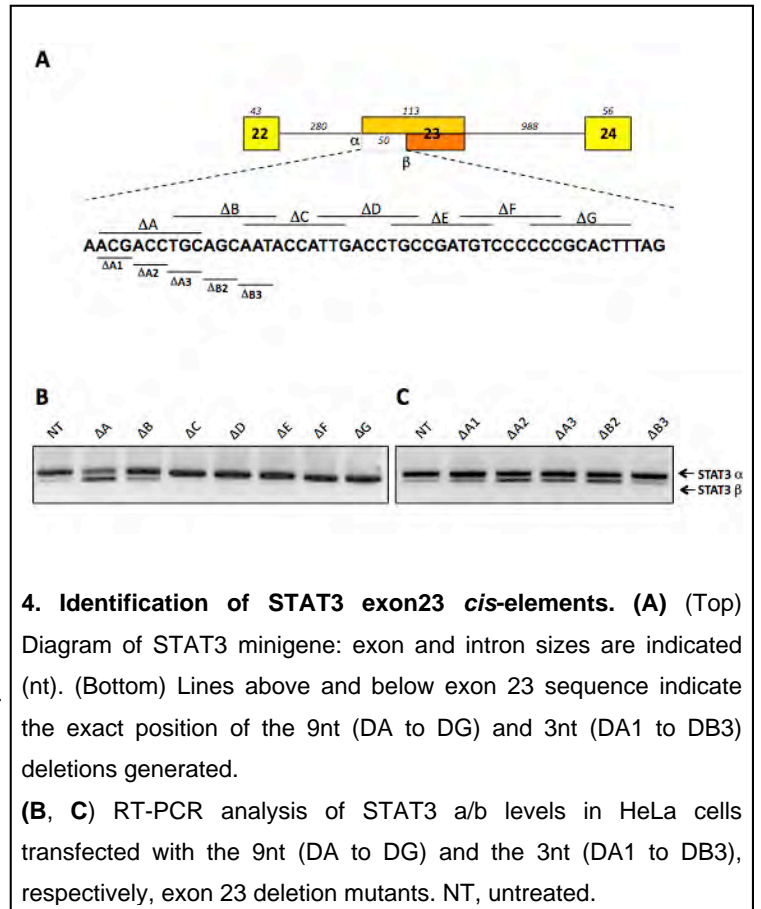 A
43 113 56
22 280 23 988 24
α 50
β
ΔB ΔD ΔF
ΔA ΔC ΔE ΔG
AACGACCTGCAGCAATACCATTGACCTGCCGATGTCCCCCCGCACTTTAG
ΔA1 ΔA2 ΔA3 ΔB2 ΔB3
B C
NT ΔA ΔB ΔC ΔD ΔE ΔF ΔG NT ΔA1 ΔA2 ΔA3 ΔB2 ΔB3
← STAT3 α
← STAT3 β
4. Identification of STAT3 exon23 cis-elements. (A) (Top)
Diagram of STAT3 minigene: exon and intron sizes are indicated
(nt). (Bottom) Lines above and below exon 23 sequence indicate
the exact position of the 9nt (DA to DG) and 3nt (DA1 to DB3)
deletions generated.
(B, C) RT-PCR analysis of STAT3 a/b levels in HeLa cells
transfected with the 9nt (DA to DG) and the 3nt (DA1 to DB3),
respectively, exon 23 deletion mutants. NT, untreated.